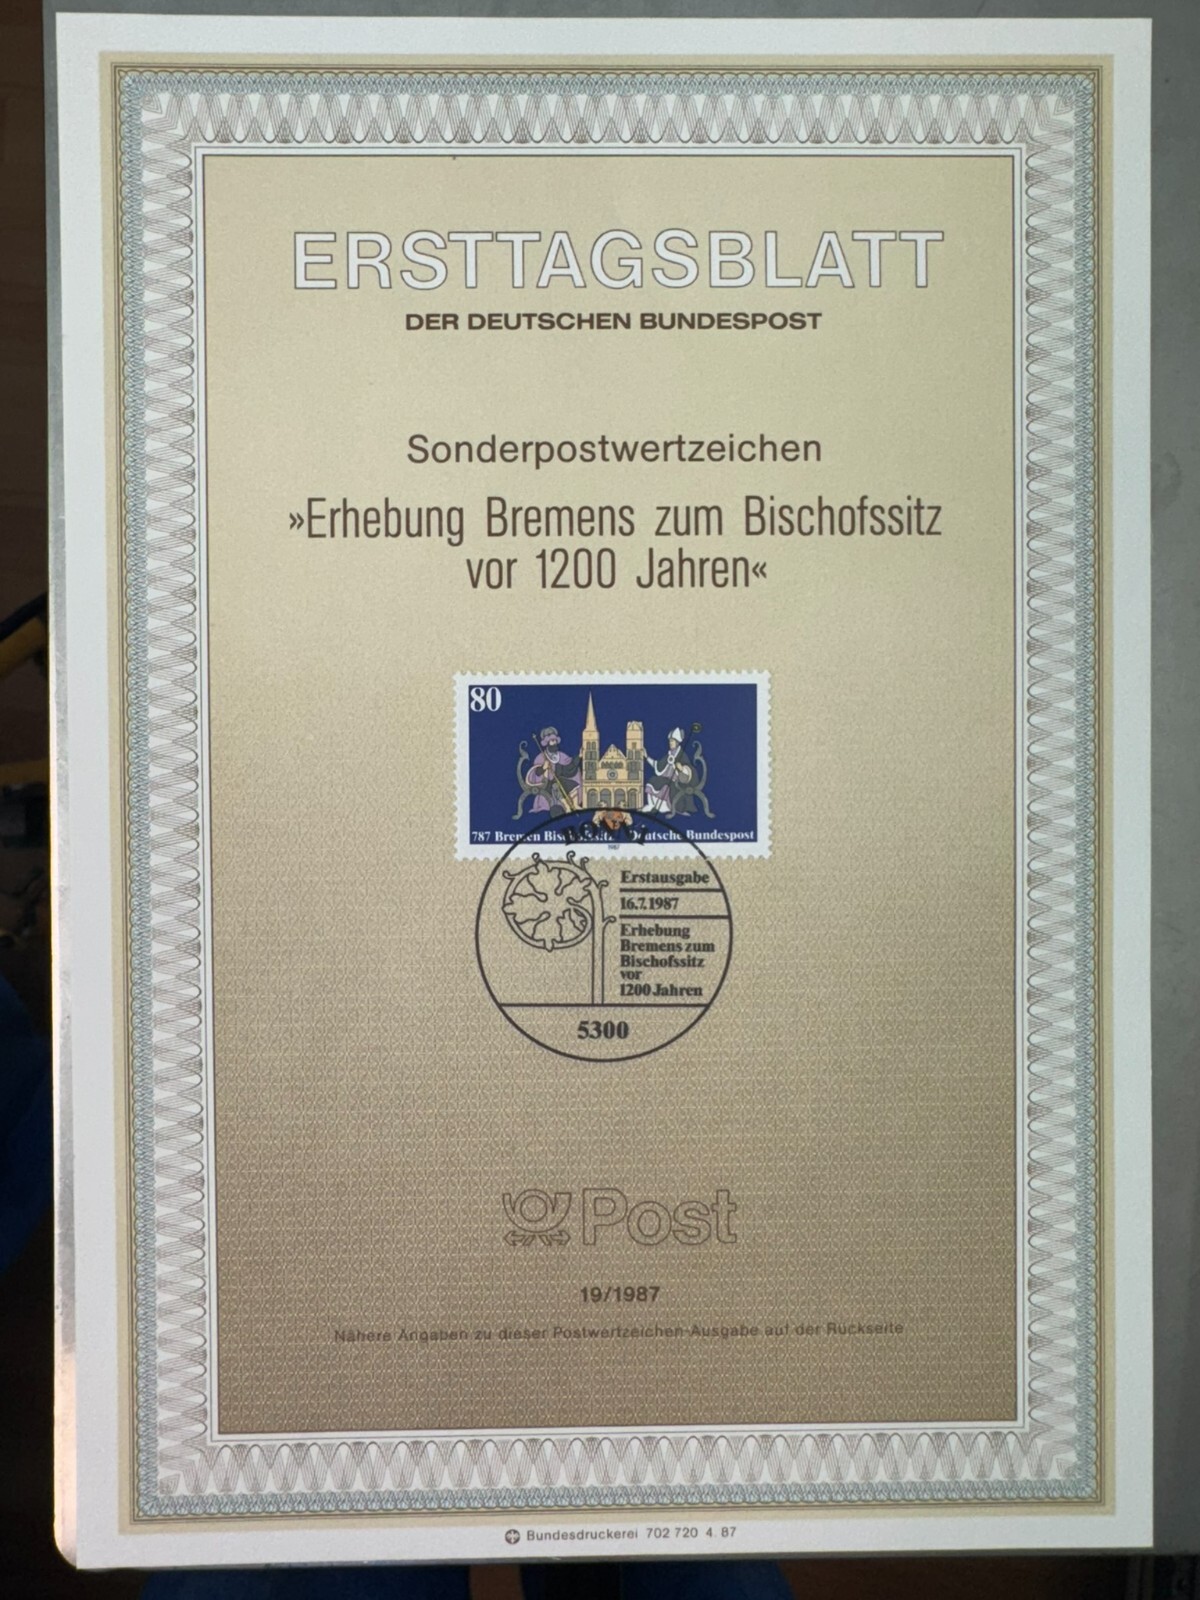 ERSTTAGSBLATT
DER DEUTSCHEN BUNDESPOST
Sonderpostwertzeichen
»Erhebung Bremens zum Bischofssitz
vor 1200 Jahren«
80
787 Bremen Bischofssitz Deutsche Bundespost
1987
BONN
Erstausgabe
16.7.1987
Erhebung
Bremens zum
Bischofssitz
vor
1200 Jahren
5300
Post
19/1987
Nähere Angaben zu dieser Postwertzeichen-Ausgabe auf der Rückseite
Bundesdruckerei 702 720 4. 87